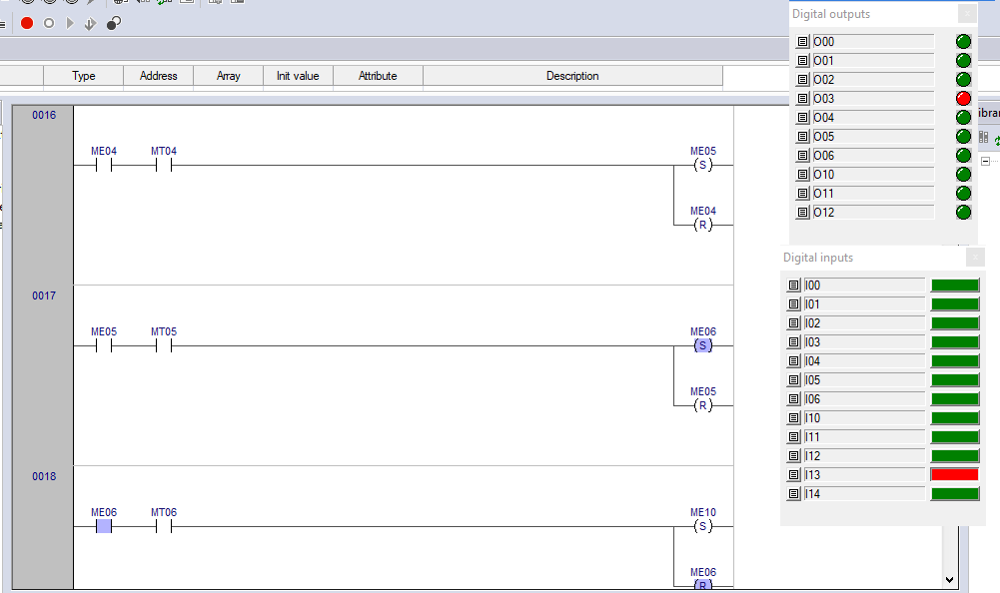 Type Address Array Init value Attribute Description
0016
ME04 MT04 ME05
S
ME04
R
0017
ME05 MT05 ME06
S
ME05
R
0018
ME06 MT06 ME10
S
ME06
R
Digital outputs
O00
O01
O02
O03
O04
O05
O06
O10
O11
O12
Digital inputs
I00
I01
I02
I03
I04
I05
I06
I10
I11
I12
I13
I14
ibrar